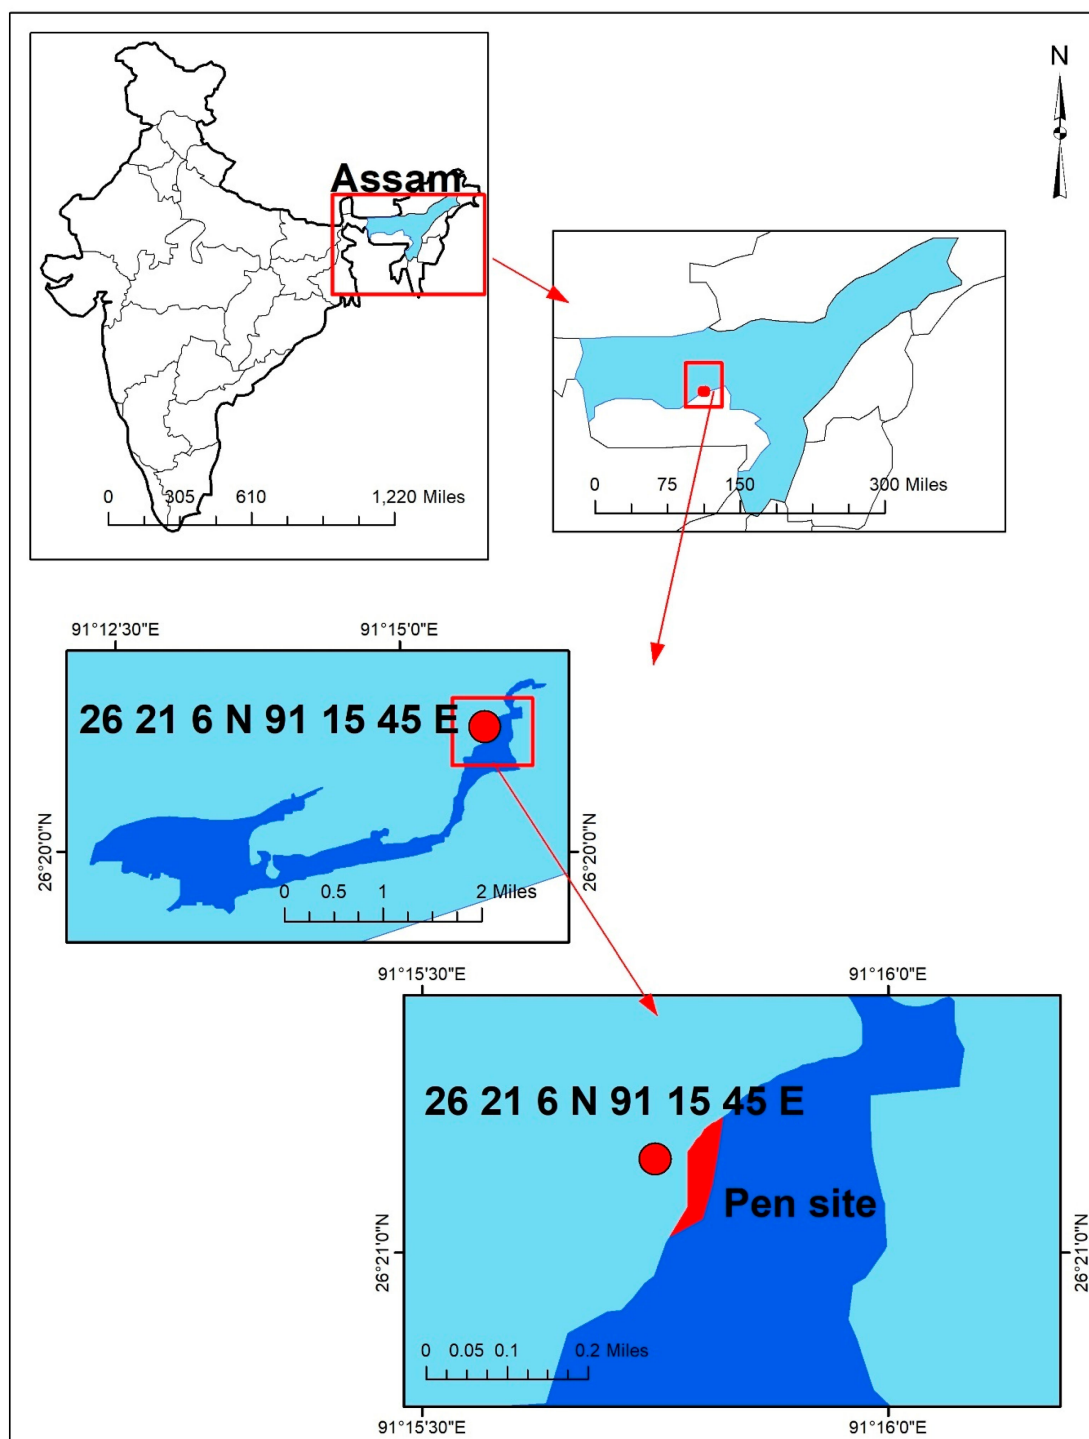 N
Assam
0 305 610 1,220 Miles
0 75 150 300 Miles
91°12'30"E 91°15'0"E
26 21 6 N 91 15 45 E
26°20'0"N 26°20'0"N
0 0.5 1 2 Miles
91°15'30"E 91°16'0"E
26 21 6 N 91 15 45 E
Pen site
26°21'0"N 26°21'0"N
0 0.05 0.1 0.2 Miles
91°15'30"E 91°16'0"E